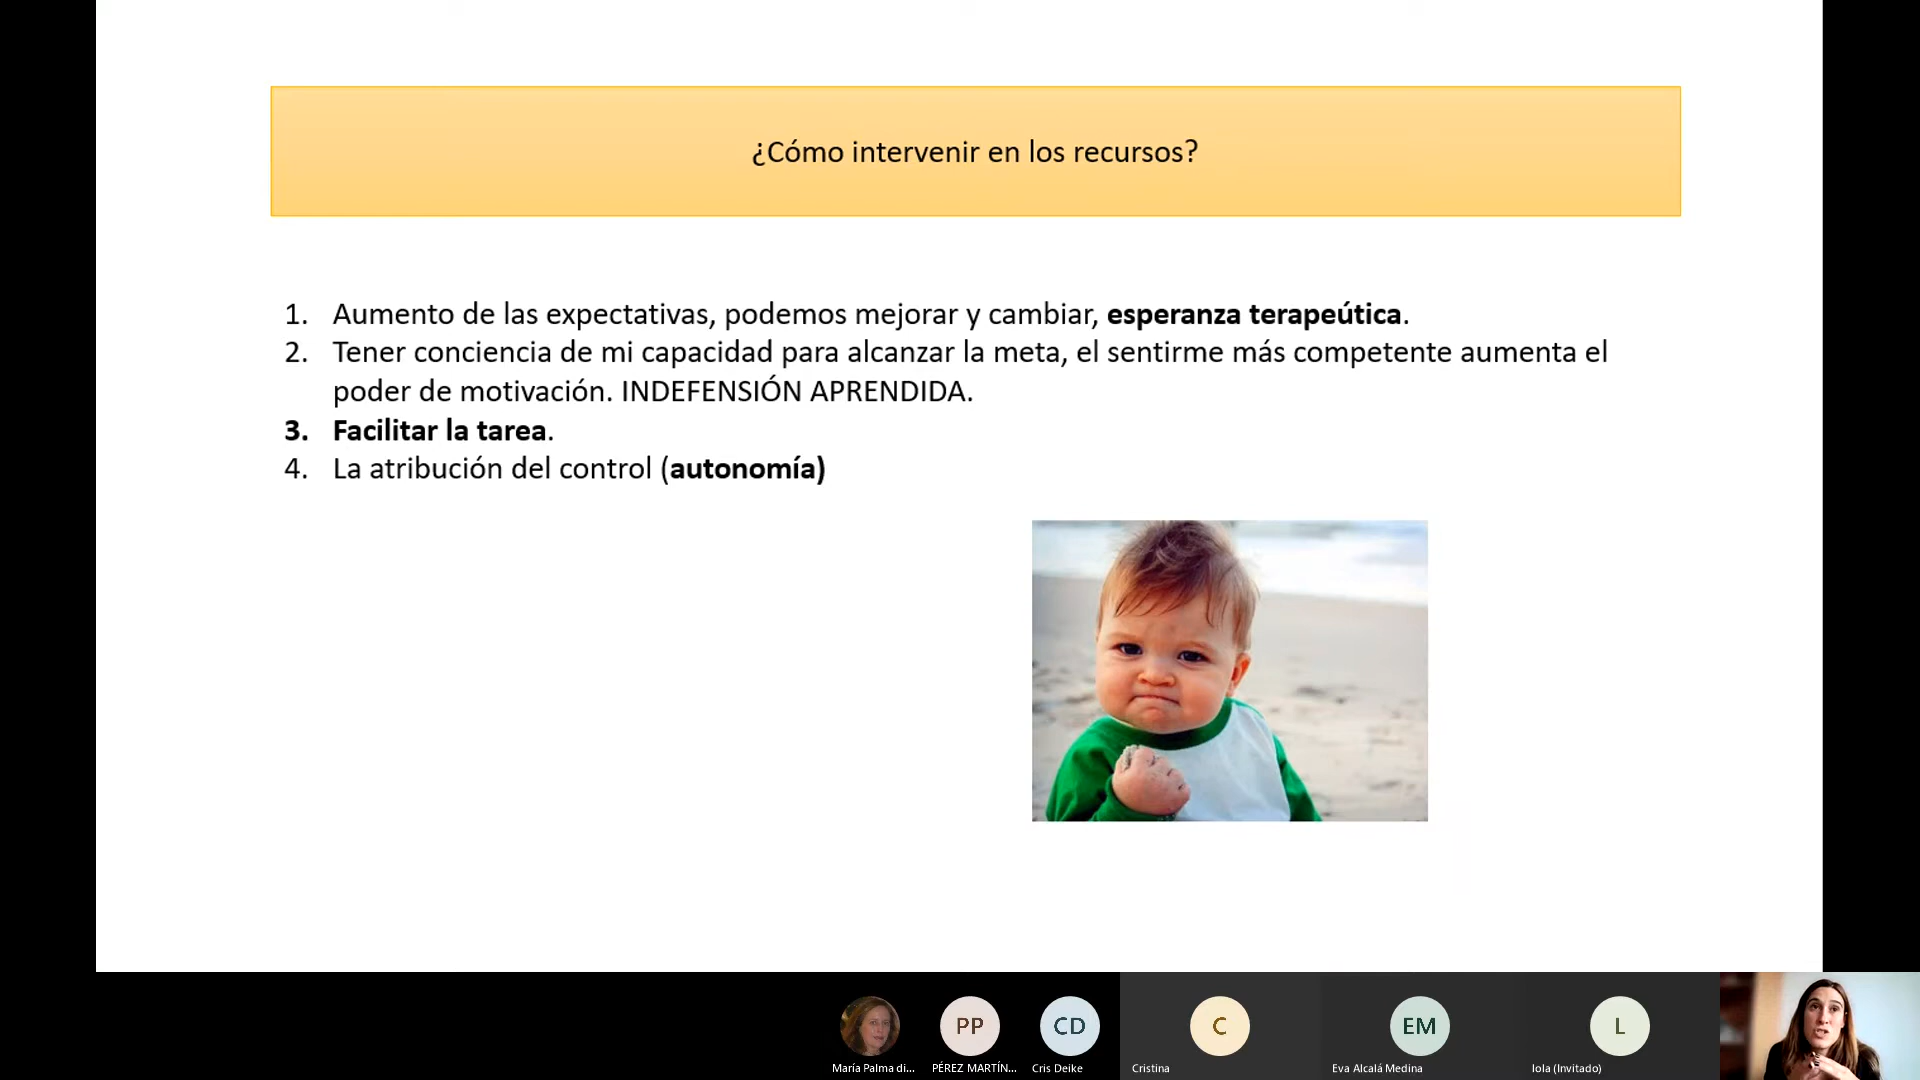 ¿Cómo intervenir en los recursos?
1. Aumento de las expectativas, podemos mejorar y cambiar, esperanza terapeútica.
2. Tener conciencia de mi capacidad para alcanzar la meta, el sentirme más competente aumenta el
poder de motivación. INDEFENSIÓN APRENDIDA.
3. Facilitar la tarea.
4. La atribución del control (autonomía)
PP
CD
C
EM
L
María Palma di...
PÉREZ MARTÍN...
Cris Deike
Cristina
Eva Alcalá Medina
lola (Invitado)